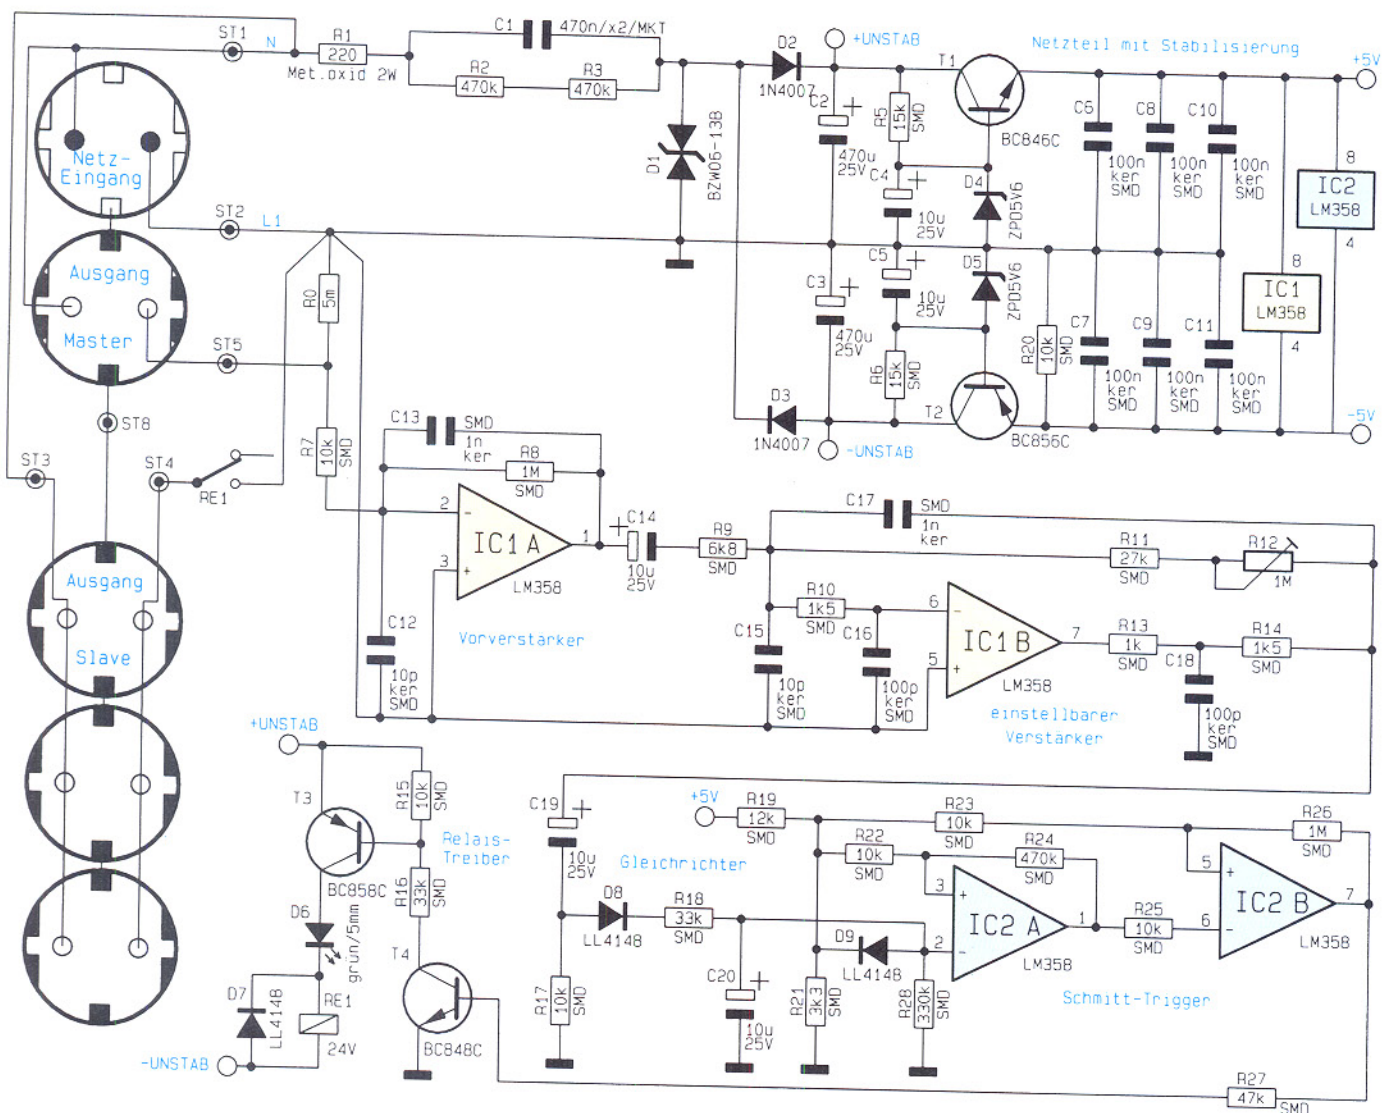 ST1
N
R1
220
Met.oxid 2W
C1
470n/x2/MKT
R2
470k
R3
470k
D2
1N4007
+UNSTAB
T1
Netzteil mit Stabilisierung
+5V
C2
470u
25V
R5
15k
SMD
BC846C
C6
100n
ker
SMD
C8
100n
ker
SMD
C10
100n
ker
SMD
8
IC2
LM358
4
Netz-
Eingang
D1
BZW06-13B
C4
10u
25V
D4
ZPD5V6
ST2
L1
Ausgang
Master
R0
5m
C3
470u
25V
C5
10u
25V
D5
ZPD5V6
8
IC1
LM358
4
R20
10k
SMD
C7
100n
ker
SMD
C9
100n
ker
SMD
C11
100n
ker
SMD
ST5
R6
15k
SMD
D3
1N4007
T2
BC856C
-5V
-UNSTAB
ST8
ST3
ST4
RE1
R7
10k
SMD
C13
SMD
1n
ker
R8
1M
SMD
2
-
IC1A
1
3
+
LM358
C14
+
10u
25V
R9
6k8
SMD
C17
SMD
1n
ker
R11
27k
SMD
R12
1M
Ausgang
Slave
C12
10p
ker
SMD
Vorverstärker
R10
1k5
SMD
C15
10p
ker
SMD
C16
100p
ker
SMD
6
-
IC1B
7
5
+
LM358
R13
1k
SMD
C18
100p
ker
SMD
R14
1k5
SMD
einstellbarer
Verstärker
+UNSTAB
T3
BC858C
R15
10k
SMD
Relais-
Treiber
R16
33k
SMD
D6
grün/5mm
T4
BC848C
D7
LL4148
RE1
24V
-UNSTAB
C19
+
10u
25V
Gleichrichter
D8
LL4148
R18
33k
SMD
R17
10k
SMD
C20
+
10u
25V
+5V
R19
12k
SMD
R22
10k
SMD
R23
10k
SMD
R24
470k
SMD
D9
LL4148
R21
3k3
SMD
R28
330k
SMD
3
+
IC2 A
1
2
-
LM358
R25
10k
SMD
R26
1M
SMD
5
+
IC2 B
7
6
-
LM358
Schmitt-Trigger
R27
47k
SMD